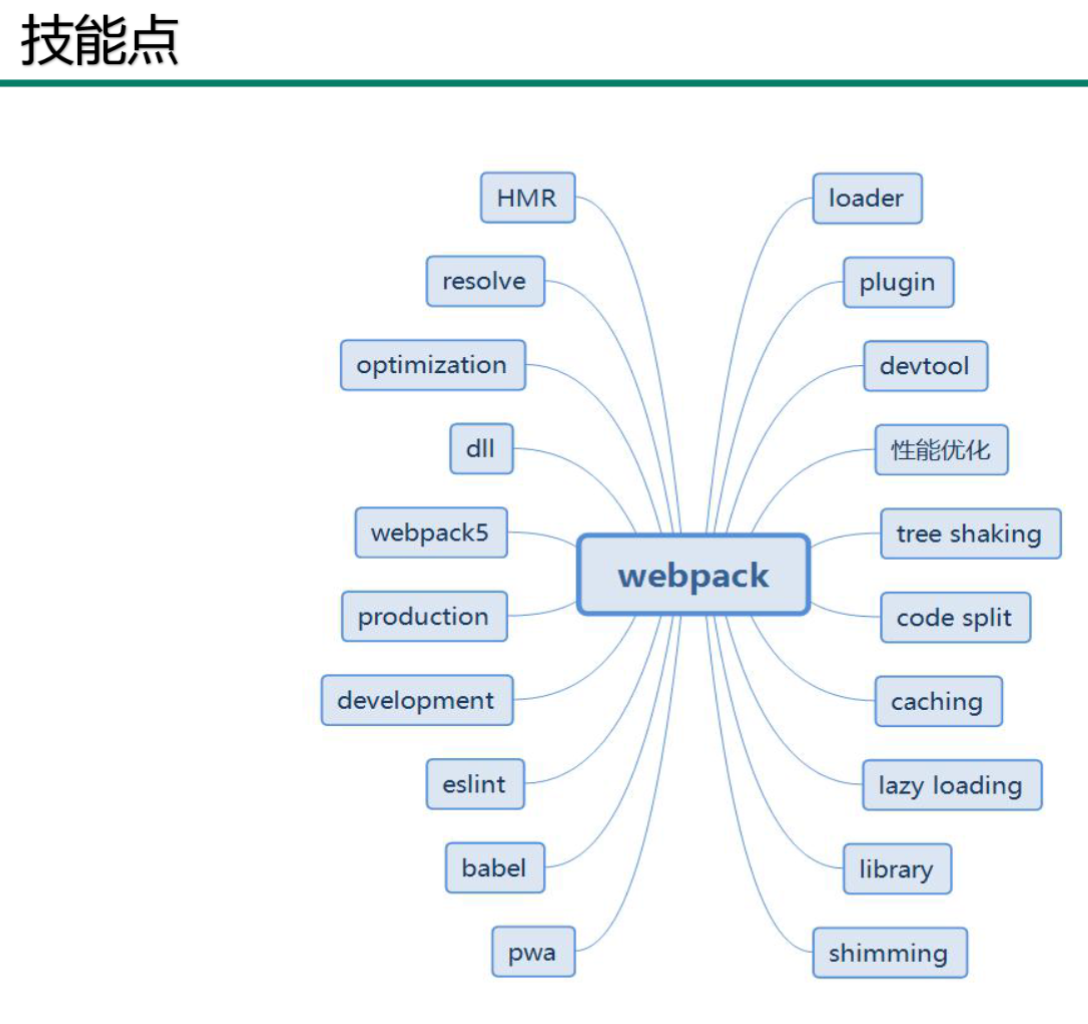 技能点
HMR
resolve
optimization
dll
webpack5
production
development
eslint
babel
pwa
webpack
loader
plugin
devtool
性能优化
tree shaking
code split
caching
lazy loading
library
shimming